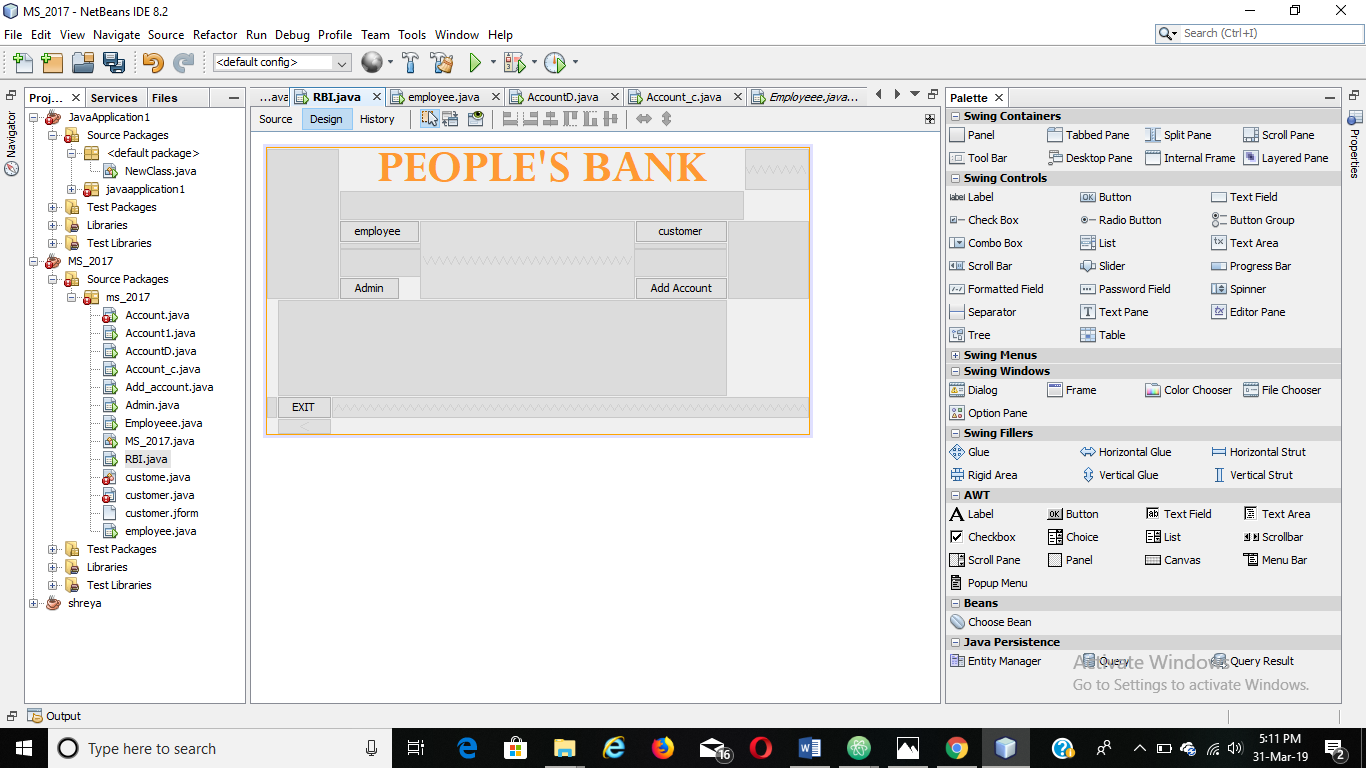 MS_2017 - NetBeans IDE 8.2
File Edit View Navigate Source Refactor Run Debug Profile Team Tools Window Help
Search (Ctrl+I)
<default config>
Proj... Services Files
Navigator
JavaApplication1
Source Packages
<default package>
NewClass.java
javaapplication1
Test Packages
Libraries
Test Libraries
MS_2017
Source Packages
ms_2017
Account.java
Account1.java
AccountD.java
Account_c.java
Add_account.java
Admin.java
Employeee.java
MS_2017.java
RBI.java
custome.java
customer.java
customer.jform
employee.java
Test Packages
Libraries
Test Libraries
shreya
...ava RBI.java employee.java AccountD.java Account_c.java Employeee.java...
Source Design History
PEOPLE'S BANK
employee customer
Admin Add Account
EXIT
<
Palette
Properties
Swing Containers
Panel Tabbed Pane Split Pane Scroll Pane
Tool Bar Desktop Pane Internal Frame Layered Pane
Swing Controls
label Label OK Button Text Field
Check Box Radio Button Button Group
Combo Box List Text Area
Scroll Bar Slider Progress Bar
Formatted Field Password Field Spinner
Separator Text Pane Editor Pane
Tree Table
Swing Menus
Swing Windows
Dialog Frame Color Chooser File Chooser
Option Pane
Swing Fillers
Glue Horizontal Glue Horizontal Strut
Rigid Area Vertical Glue Vertical Strut
AWT
Label OK Button Text Field Text Area
Checkbox Choice List Scrollbar
Scroll Pane Panel Canvas Menu Bar
Popup Menu
Beans
Choose Bean
Java Persistence
Entity Manager Query Query Result
Activate Windows
Go to Settings to activate Windows.
Output
Type here to search
16
5:11 PM
31-Mar-19
2